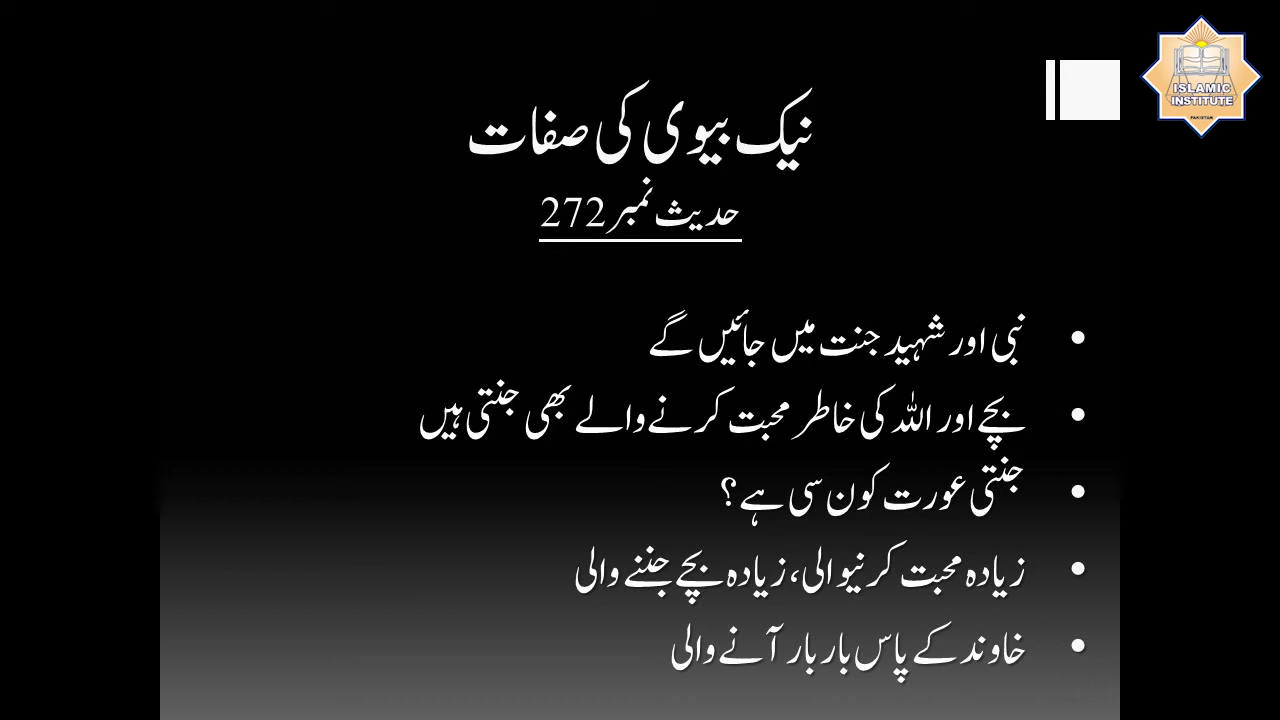 نیک بیوی کی صفات
حدیث نمبر 272
• نبی اور شہید جنت میں جائیں گے
• بچے اور اللہ کی خاطر محبت کرنے والے بھی جنتی ہیں
• جنتی عورت کون سی ہے؟
• زیادہ محبت کرنیوالی، زیادہ بچے جننے والی
• خاوند کے پاس بار بار آنے والی
ISLAMIC
INSTITUTE
PAKISTAN